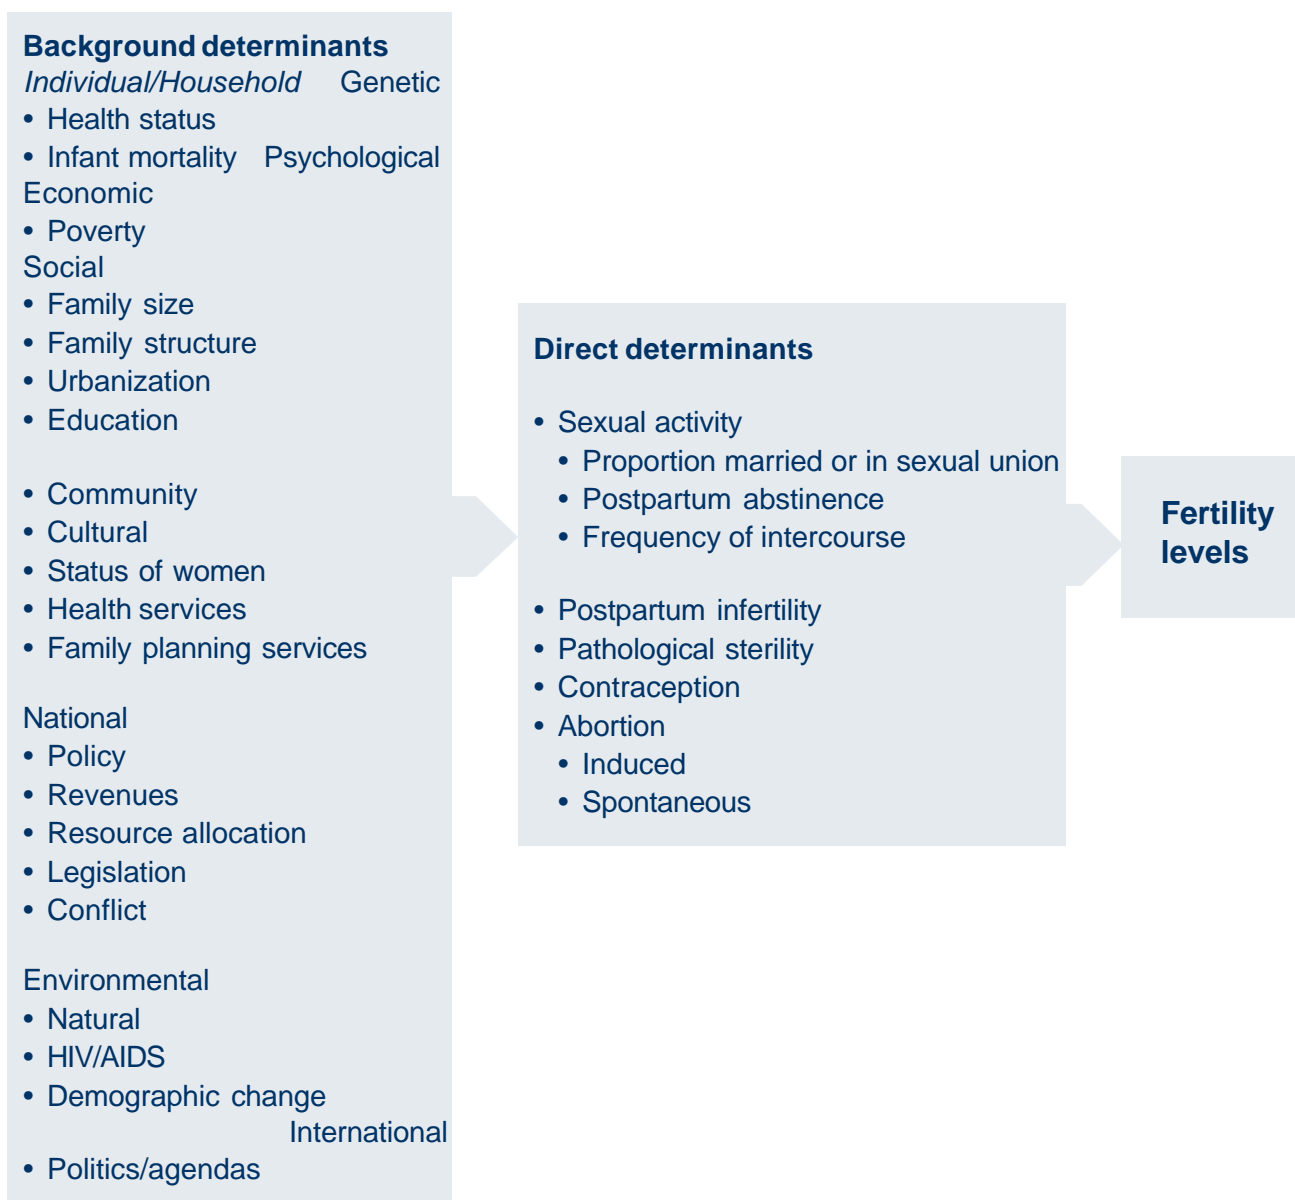 Background determinants
Individual/Household Genetic
• Health status
• Infant mortality Psychological
Economic
• Poverty
Social
• Family size
• Family structure
• Urbanization
• Education
• Community
• Cultural
• Status of women
• Health services
• Family planning services
National
• Policy
• Revenues
• Resource allocation
• Legislation
• Conflict
Environmental
• Natural
• HIV/AIDS
• Demographic change
International
• Politics/agendas
Direct determinants
• Sexual activity
• Proportion married or in sexual union
• Postpartum abstinence
• Frequency of intercourse
• Postpartum infertility
• Pathological sterility
• Contraception
• Abortion
• Induced
• Spontaneous
Fertility
levels